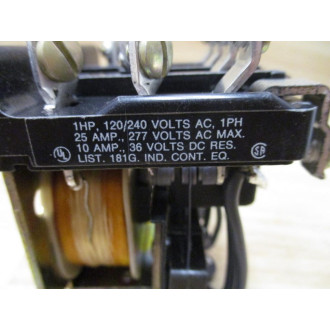 1HP, 120/240 VOLTS AC, 1PH
25 AMP., 277 VOLTS AC MAX.
10 AMP., 36 VOLTS DC RES.
LIST. 181G. IND. CONT. EQ.
UL